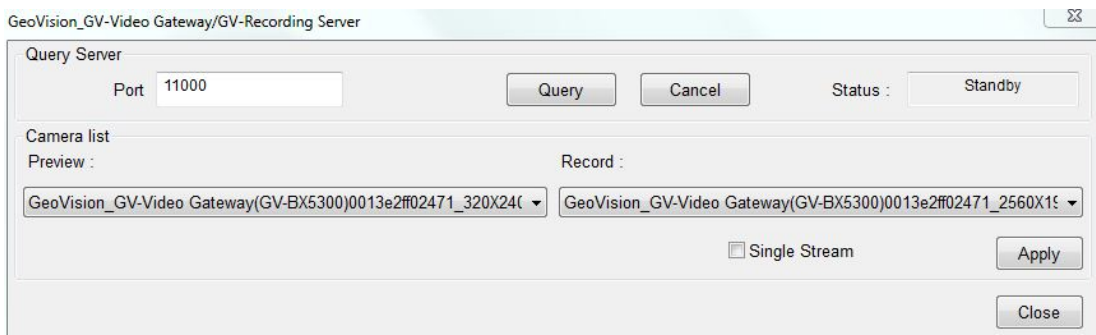 GeoVision_GV-Video Gateway/GV-Recording Server
Query Server
Port 11000 Query Cancel Status : Standby
Camera list
Preview : Record :
GeoVision_GV-Video Gateway(GV-BX5300)0013e2ff02471_320X24( GeoVision_GV-Video Gateway(GV-BX5300)0013e2ff02471_2560X19
Single Stream Apply
Close